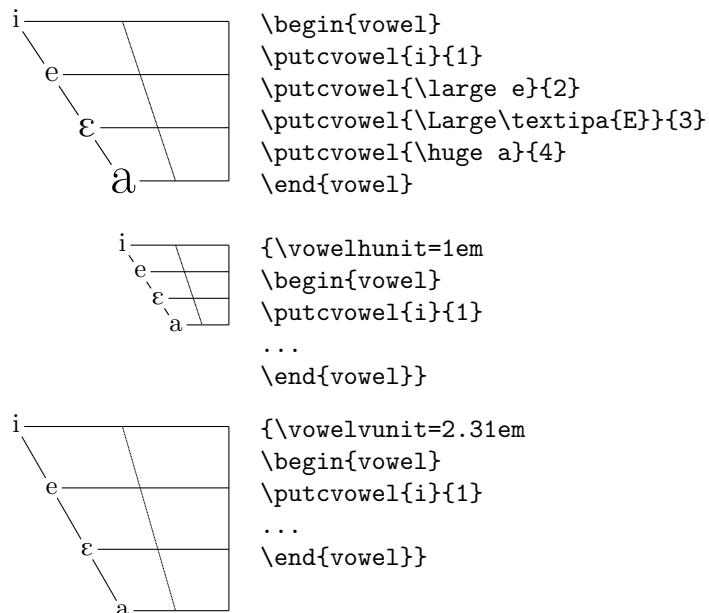 i
e
ɛ
a
\begin{vowel}
\putcvowel{i}{1}
\putcvowel{\large e}{2}
\putcvowel{\Large\textipa{E}}{3}
\putcvowel{\huge a}{4}
\end{vowel}
i
e
ɛ
a
{\vowelhunit=1em
\begin{vowel}
\putcvowel{i}{1}
...
\end{vowel}}
i
e
ɛ
a
{\vowelvunit=2.31em
\begin{vowel}
\putcvowel{i}{1}
...
\end{vowel}}